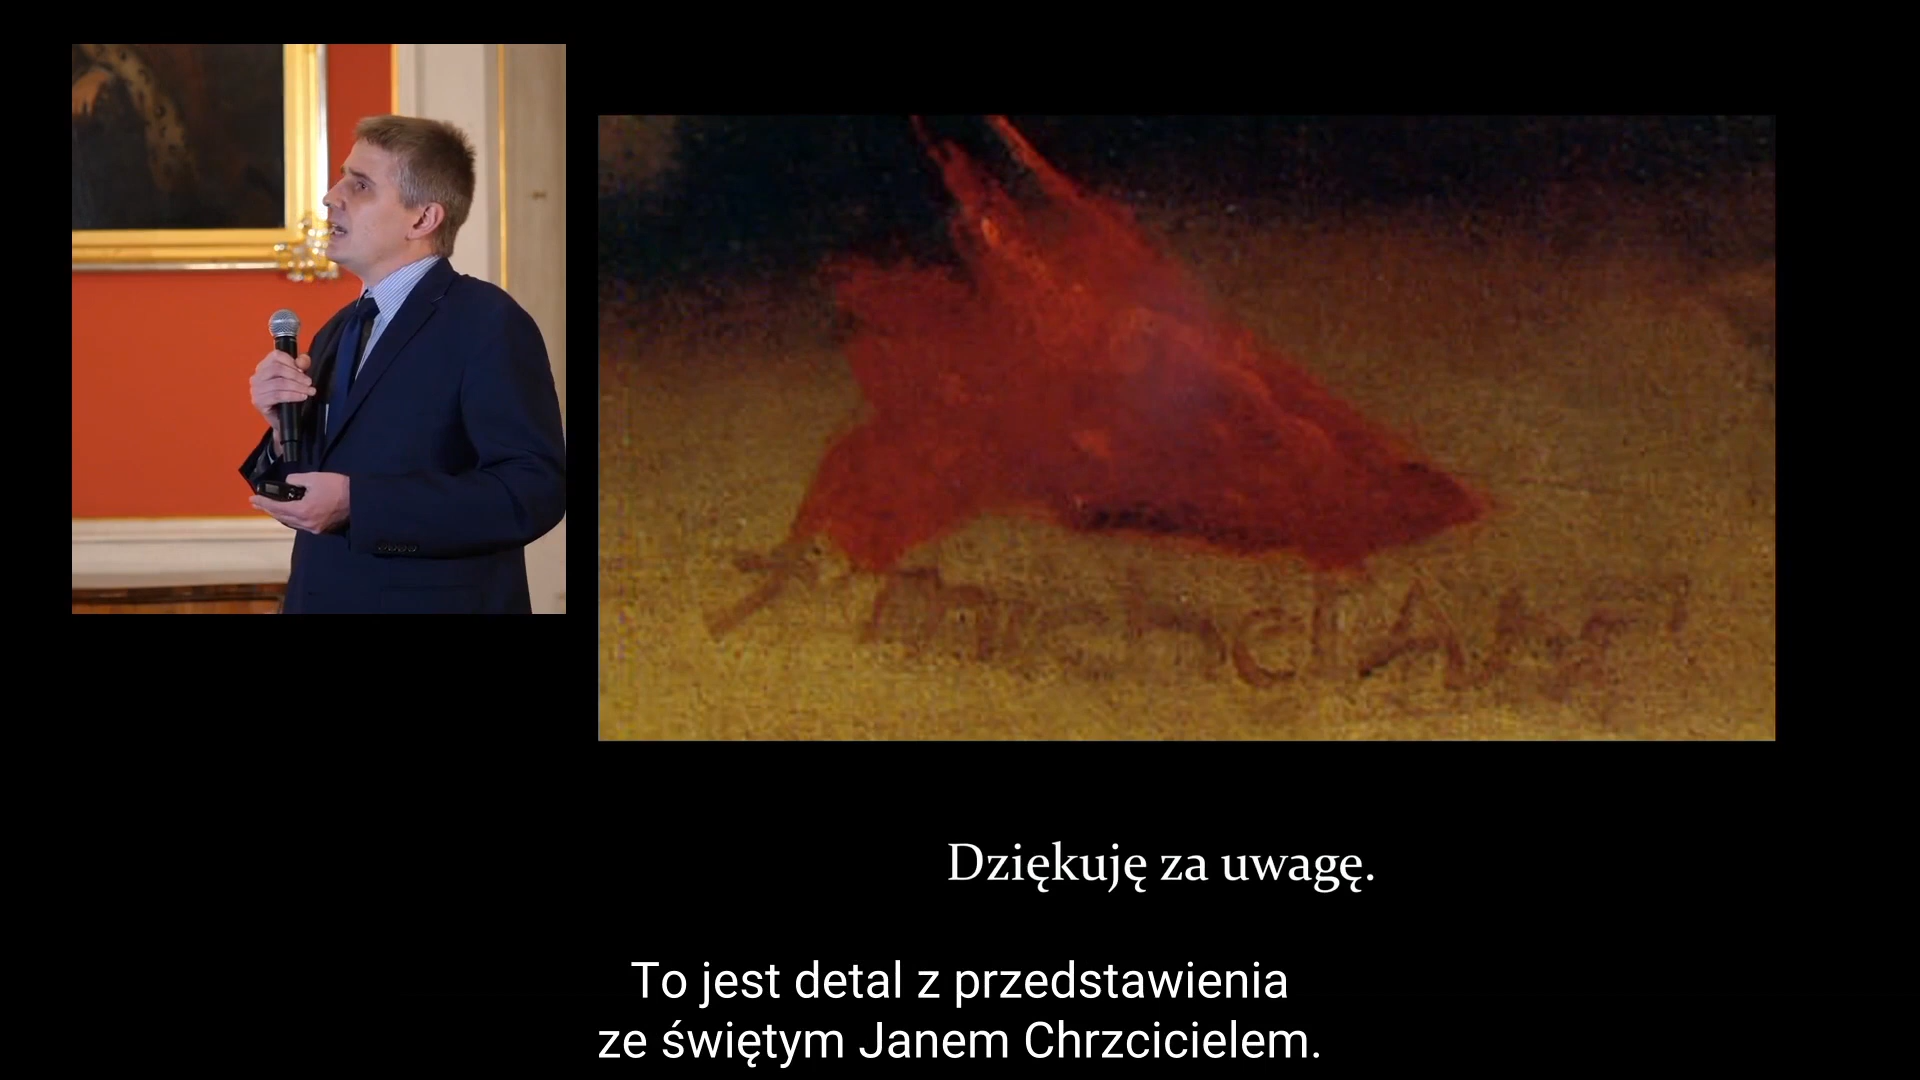 Dziękuję za uwagę.
To jest detal z przedstawienia
ze świętym Janem Chrzcicielem.